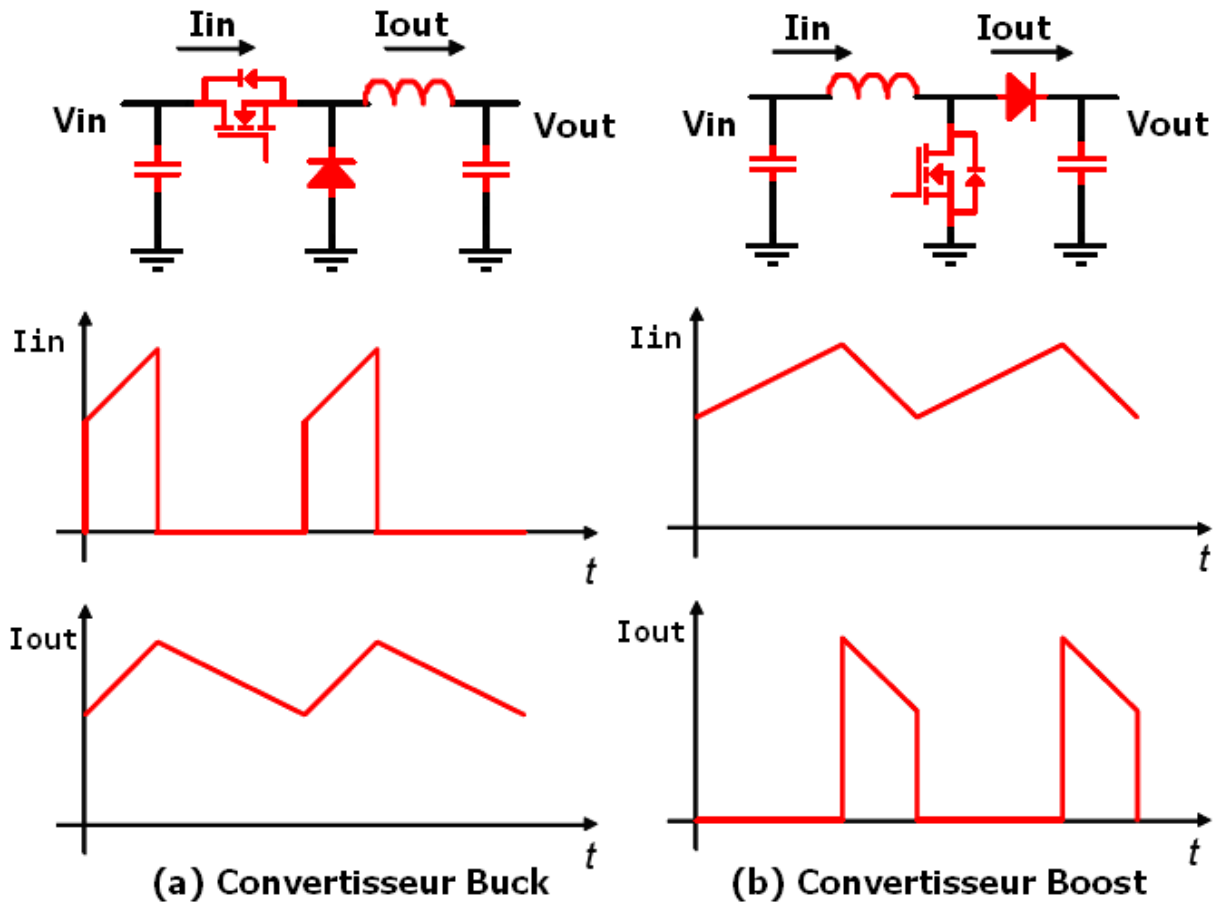 Iin
Iout
Vin
Vout
Iin
Iout
Vin
Vout
Iin
t
Iin
t
Iout
t
Iout
t
(a) Convertisseur Buck
(b) Convertisseur Boost